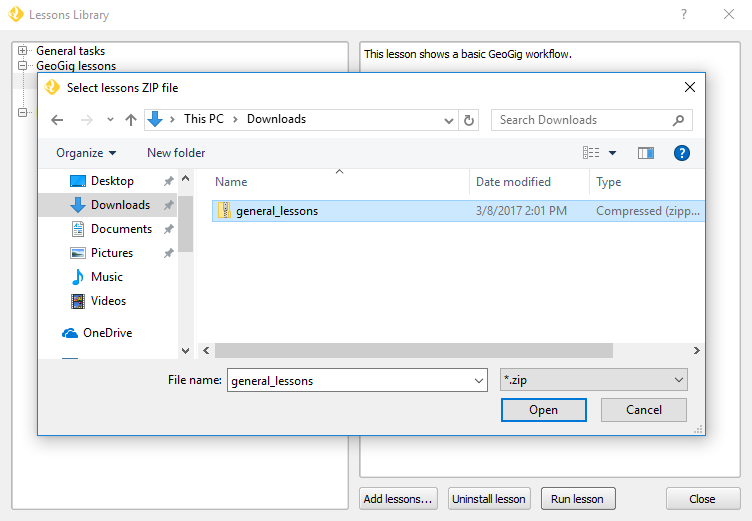 Lessons Library
General tasks
GeoGig lessons
This lesson shows a basic GeoGig workflow.
Select lessons ZIP file
This PC > Downloads
Search Downloads
Organize
New folder
Name
Date modified
Type
Desktop
Downloads
Documents
Pictures
Music
Videos
OneDrive
general_lessons
3/8/2017 2:01 PM
Compressed (zipp...
File name:
general_lessons
*.zip
Open
Cancel
Add lessons...
Uninstall lesson
Run lesson
Close